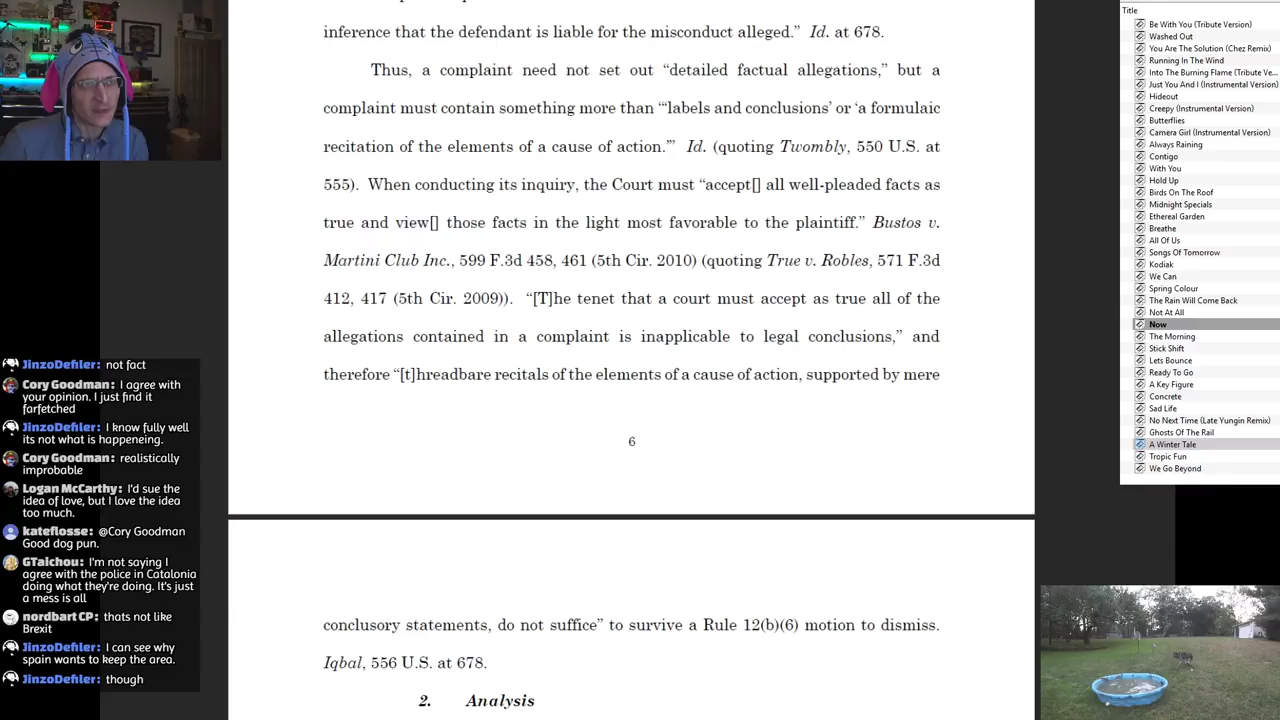 inference that the defendant is liable for the misconduct alleged.” Id. at 678.
Thus, a complaint need not set out “detailed factual allegations,” but a
complaint must contain something more than “‘labels and conclusions’ or ‘a formulaic
recitation of the elements of a cause of action.’” Id. (quoting Twombly, 550 U.S. at
555). When conducting its inquiry, the Court must “accept[] all well-pleaded facts as
true and view[] those facts in the light most favorable to the plaintiff.” Bustos v.
Martini Club Inc., 599 F.3d 458, 461 (5th Cir. 2010) (quoting True v. Robles, 571 F.3d
412, 417 (5th Cir. 2009)). “[T]he tenet that a court must accept as true all of the
allegations contained in a complaint is inapplicable to legal conclusions,” and
therefore “[t]hreadbare recitals of the elements of a cause of action, supported by mere
6
conclusory statements, do not suffice” to survive a Rule 12(b)(6) motion to dismiss.
Iqbal, 556 U.S. at 678.
2. Analysis
JinzoDefiler: not fact
Cory Goodman: I agree with
your opinion. I just find it
farfetched
JinzoDefiler: I know fully well
its not what is happeneing.
Cory Goodman: realistically
improbable
Logan McCarthy: I'd sue the
idea of love, but I love the idea
too much.
kateflosse: @Cory Goodman
Good dog pun.
GTaichou: I'm not saying I
agree with the police in Catalonia
doing what they're doing. It's just
a mess is all
nordbart CP: thats not like
Brexit
JinzoDefiler: I can see why
spain wants to keep the area.
JinzoDefiler: though
Title
Be With You (Tribute Version)
Washed Out
You Are The Solution (Chez Remix)
Running In The Wind
Into The Burning Flame (Tribute Ve...
Just You And I (Instrumental Version)
Hideout
Creepy (Instrumental Version)
Butterflies
Camera Girl (Instrumental Version)
Always Raining
Contigo
With You
Hold Up
Birds On The Roof
Midnight Specials
Ethereal Garden
Breathe
All Of Us
Songs Of Tomorrow
Kodiak
We Can
Spring Colour
The Rain Will Come Back
Not At All
Now
The Morning
Stick Shift
Lets Bounce
Ready To Go
A Key Figure
Concrete
Sad Life
No Next Time (Late Yungin Remix)
Ghosts Of The Rail
A Winter Tale
Tropic Fun
We Go Beyond